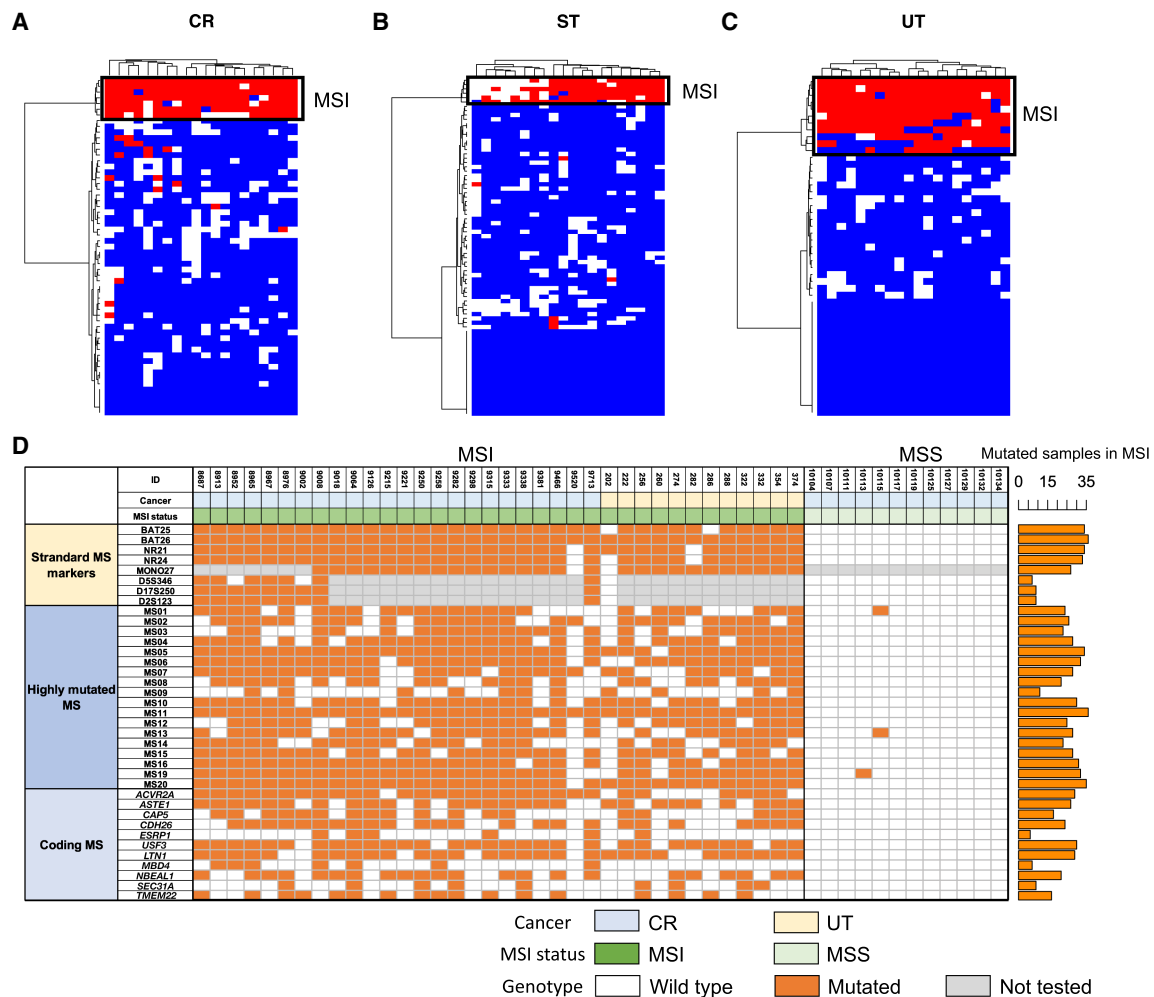 A CR
B ST
C UT
MSI
MSI
MSI
D
MSI MSS Mutated samples in MSI
ID 8687 8913 8952 8965 8967 8976 9002 9008 9018 9064 9126 9215 9221 9250 9258 9282 9298 9315 9333 9338 9381 9466 9520 9713 202 222 256 260 274 282 286 288 322 332 354 374 10104 10107 10111 10113 10115 10117 10119 10125 10127 10129 10132 10134
0 15 35
Cancer
MSI status
Strandard MS markers
BAT25
BAT26
NR21
NR24
MONO27
D5S346
D17S250
D2S123
Highly mutated MS
MS01
MS02
MS03
MS04
MS05
MS06
MS07
MS08
MS09
MS10
MS11
MS12
MS13
MS14
MS15
MS16
MS19
MS20
Coding MS
ACVR2A
ASTE1
CAP5
CDH26
ESRP1
USF3
LTN1
MBD4
NBEAL1
SEC31A
TMEM22
Cancer CR UT
MSI status MSI MSS
Genotype Wild type Mutated Not tested